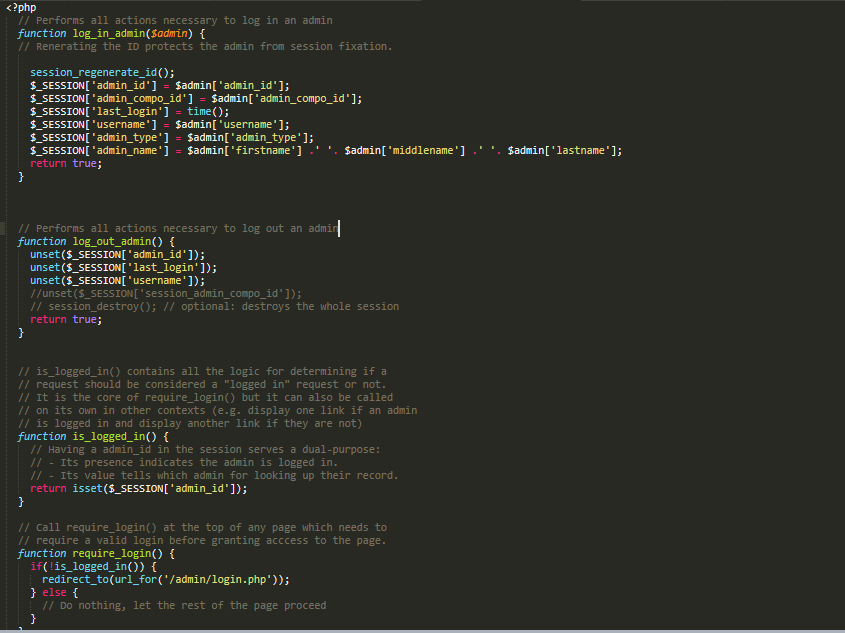 <?php
// Performs all actions necessary to log in an admin
function log_in_admin($admin) {
// Renerating the ID protects the admin from session fixation.
session_regenerate_id();
$_SESSION['admin_id'] = $admin['admin_id'];
$_SESSION['admin_compo_id'] = $admin['admin_compo_id'];
$_SESSION['last_login'] = time();
$_SESSION['username'] = $admin['username'];
$_SESSION['admin_type'] = $admin['admin_type'];
$_SESSION['admin_name'] = $admin['firstname'] .' '. $admin['middlename'] .' '. $admin['lastname'];
return true;
}
// Performs all actions necessary to log out an admin
function log_out_admin() {
unset($_SESSION['admin_id']);
unset($_SESSION['last_login']);
unset($_SESSION['username']);
//unset($_SESSION['session_admin_compo_id']);
// session_destroy(); // optional: destroys the whole session
return true;
}
// is_logged_in() contains all the logic for determining if a
// request should be considered a "logged in" request or not.
// It is the core of require_login() but it can also be called
// on its own in other contexts (e.g. display one link if an admin
// is logged in and display another link if they are not)
function is_logged_in() {
// Having a admin_id in the session serves a dual-purpose:
// - Its presence indicates the admin is logged in.
// - Its value tells which admin for looking up their record.
return isset($_SESSION['admin_id']);
}
// Call require_login() at the top of any page which needs to
// require a valid login before granting acccess to the page.
function require_login() {
if(!is_logged_in()) {
redirect_to(url_for('/admin/login.php'));
} else {
// Do nothing, let the rest of the page proceed
}
}